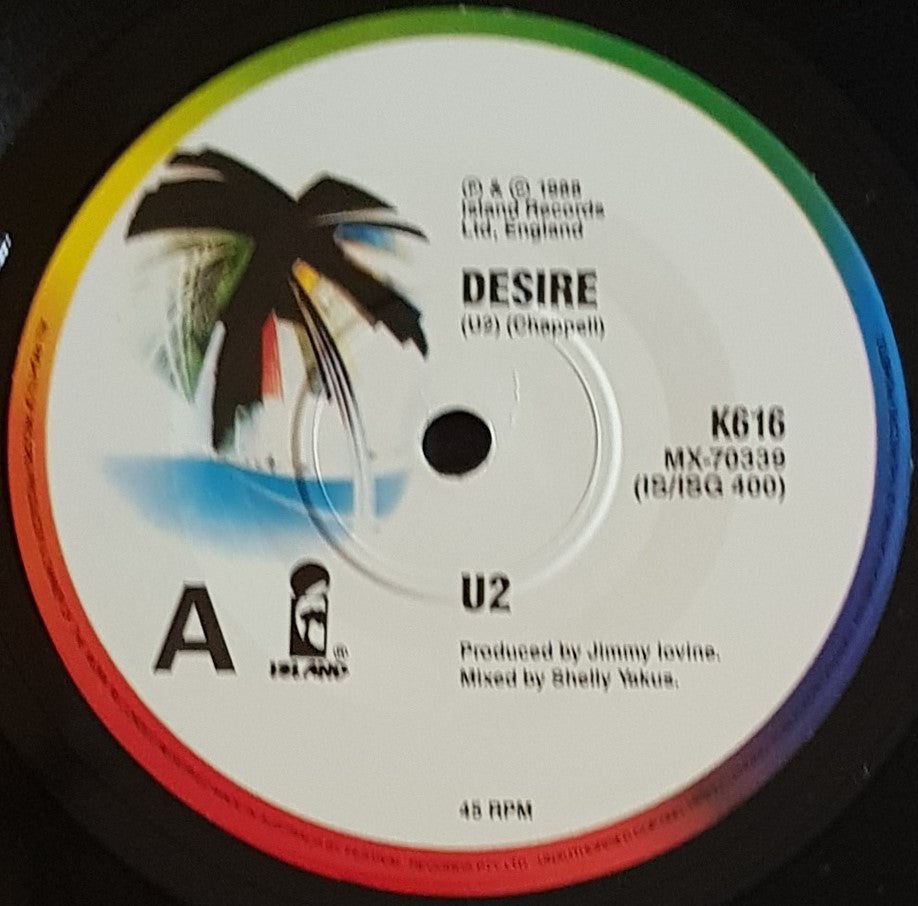 ℗ & © 1988
Island Records
Ltd, England
DESIRE
(U2) (Chappell)
K616
MX-70339
(IS/ISG 400)
U2
A
®
ISLAND
Produced by Jimmy Iovine.
Mixed by Shelly Yakus.
45 RPM